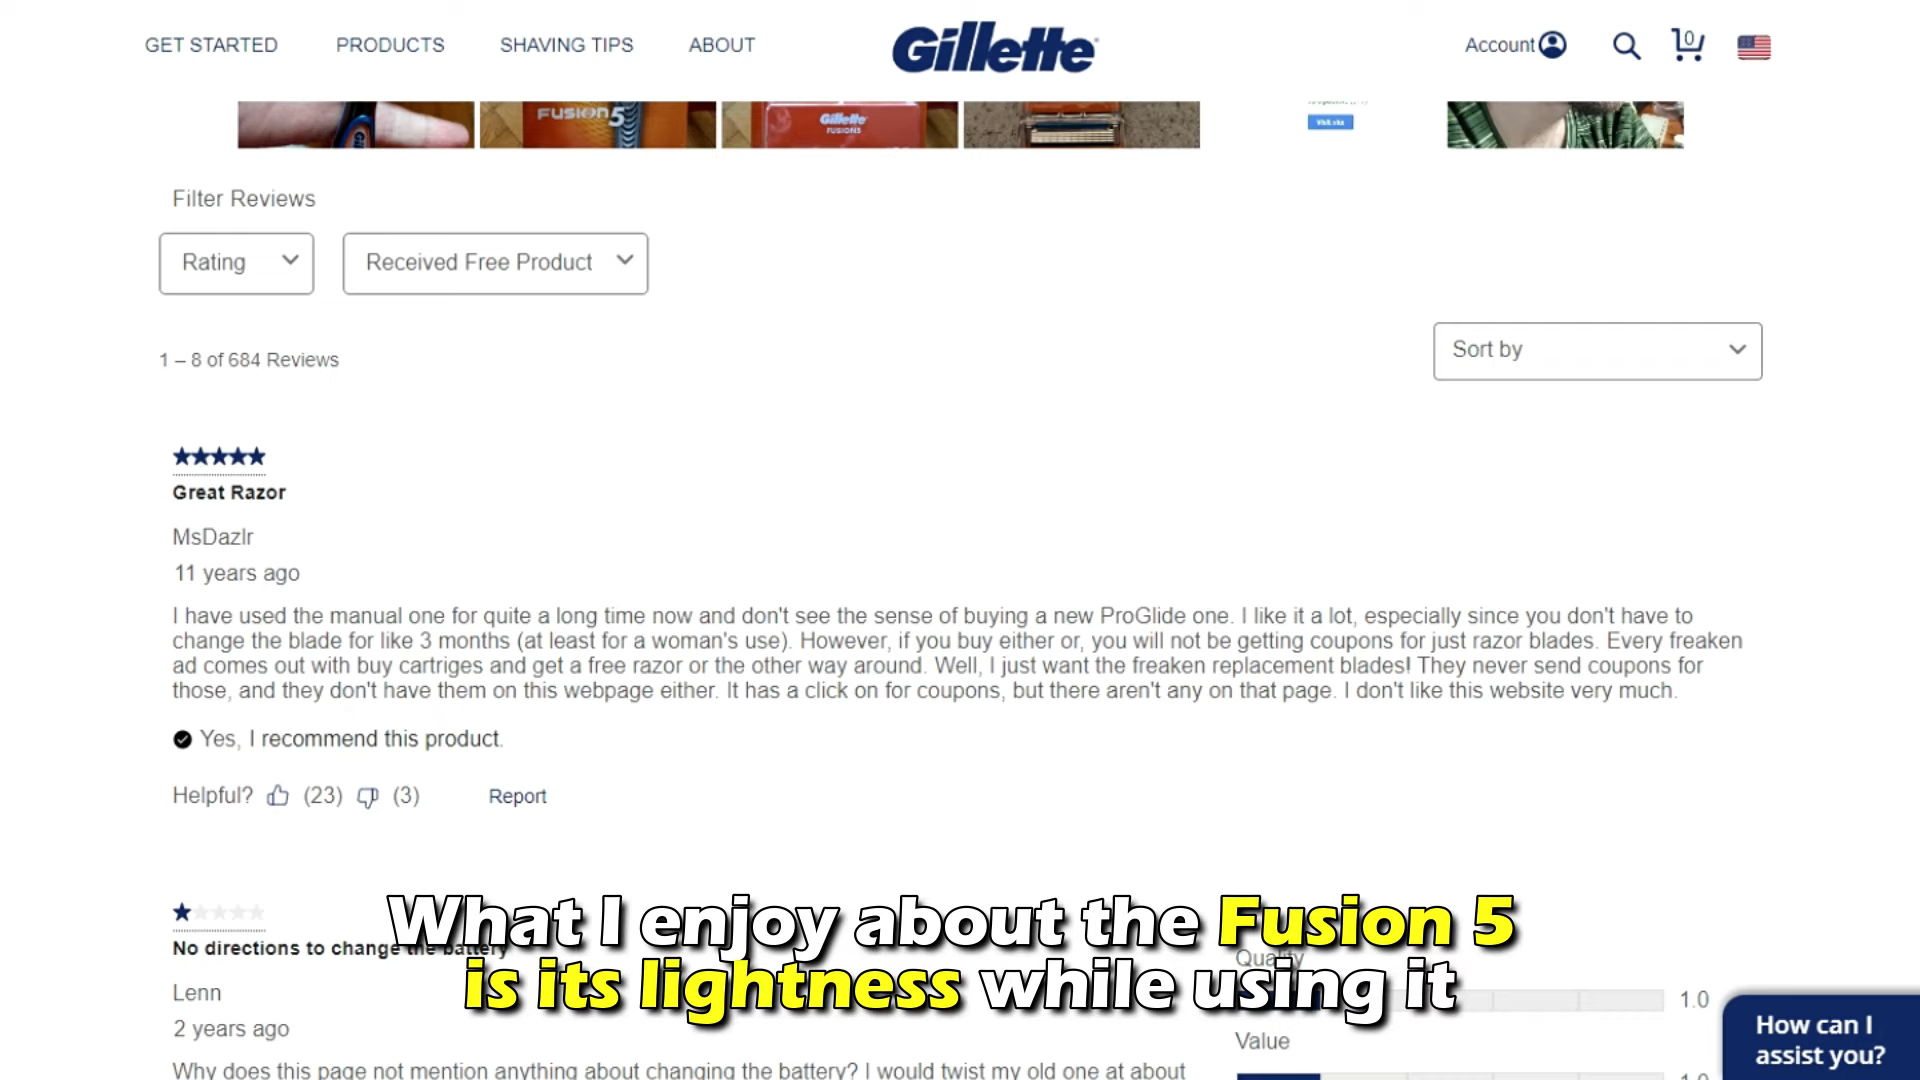 GET STARTED PRODUCTS SHAVING TIPS ABOUT Gillette Account 0
FUSION5 Gillette FUSION5
Filter Reviews
Rating Received Free Product
1 – 8 of 684 Reviews
Sort by
Great Razor
MsDazlr
11 years ago
I have used the manual one for quite a long time now and don't see the sense of buying a new ProGlide one. I like it a lot, especially since you don't have to
change the blade for like 3 months (at least for a woman's use). However, if you buy either or, you will not be getting coupons for just razor blades. Every freaken
ad comes out with buy cartriges and get a free razor or the other way around. Well, I just want the freaken replacement blades! They never send coupons for
those, and they don't have them on this webpage either. It has a click on for coupons, but there aren't any on that page. I don't like this website very much.
Yes, I recommend this product.
Helpful? (23) (3) Report
What I enjoy about the Fusion 5
is its lightness while using it
No directions to change the battery
Quality
Lenn
1.0
2 years ago
Value
Why does this page not mention anything about changing the battery? I would twist my old one at about
1.0
How can I
assist you?